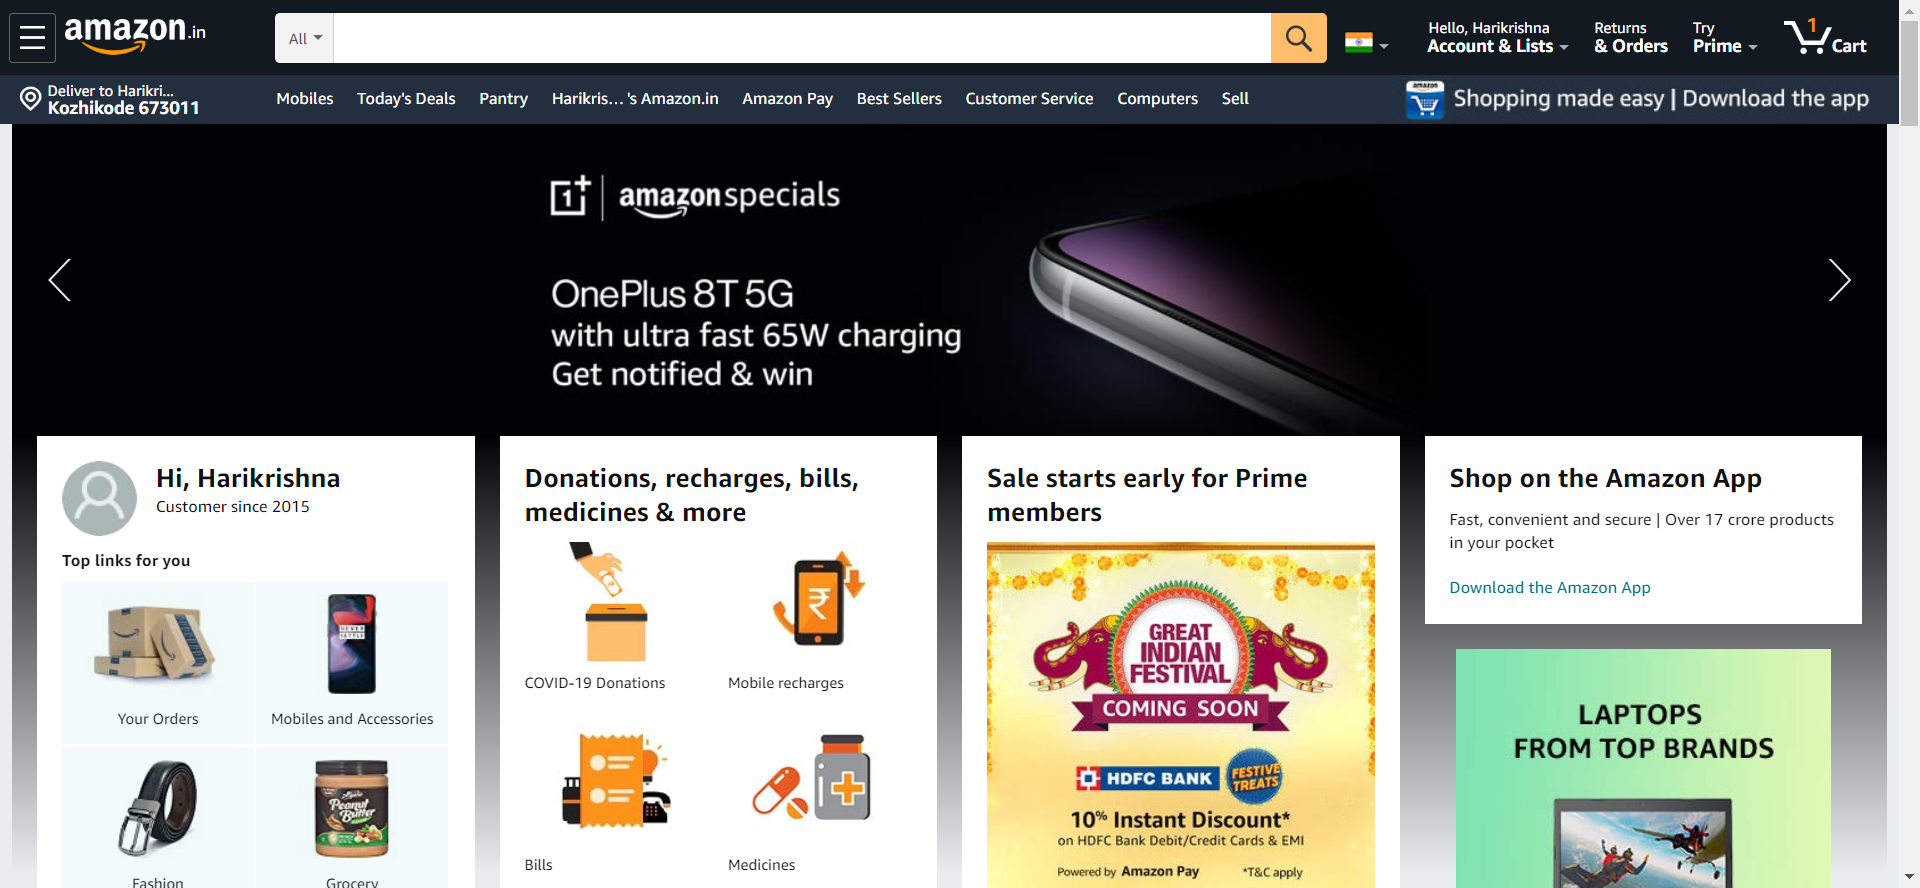 amazon.in
All
Hello, Harikrishna
Account & Lists
Returns
& Orders
Try
Prime
1
Cart
Deliver to Harikri...
Kozhikode 673011
Mobiles
Today's Deals
Pantry
Harikris... 's Amazon.in
Amazon Pay
Best Sellers
Customer Service
Computers
Sell
amazon
Shopping made easy | Download the app
1+ | amazonspecials
OnePlus 8T 5G
with ultra fast 65W charging
Get notified & win
Hi, Harikrishna
Customer since 2015
Top links for you
NEVER
SETTLE
Your Orders
Mobiles and Accessories
Peanut
Butter
Fashion
Grocery
Donations, recharges, bills,
medicines & more
COVID-19 Donations
Mobile recharges
Bills
Medicines
Sale starts early for Prime
members
GREAT
INDIAN
FESTIVAL
COMING SOON
HDFC BANK
FESTIVE
TREATS
10% Instant Discount*
on HDFC Bank Debit/Credit Cards & EMI
Powered by Amazon Pay
*T&C apply
Shop on the Amazon App
Fast, convenient and secure | Over 17 crore products
in your pocket
Download the Amazon App
LAPTOPS
FROM TOP BRANDS